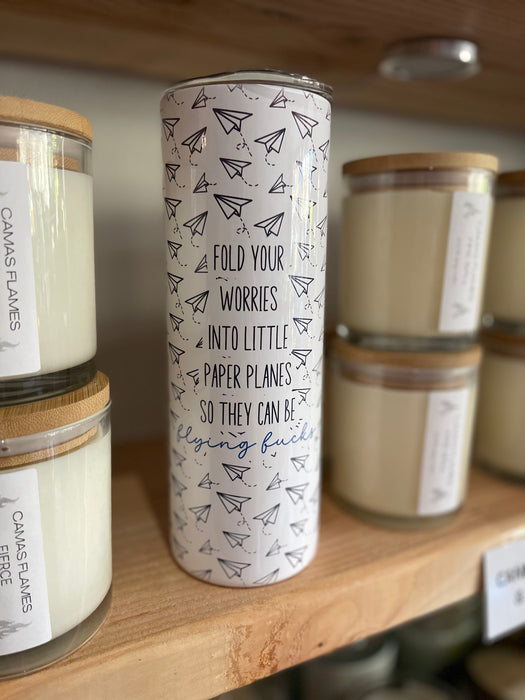 FOLD YOUR
WORRIES
INTO LITTLE
PAPER PLANES
SO THEY CAN BE
flying fucks
CAMAS FLAMES
CAMAS FLAMES
FIERCE